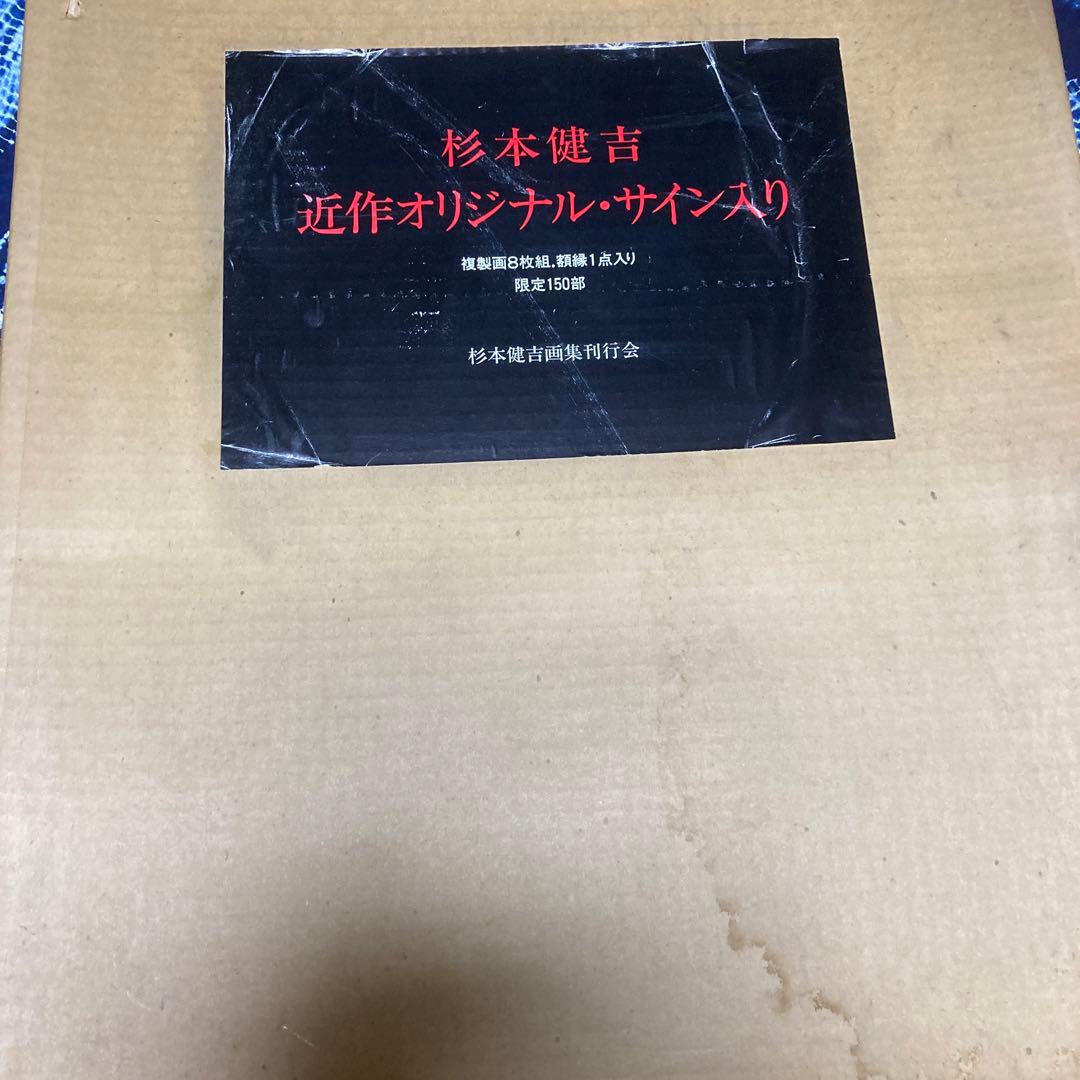 杉本健吉
近作オリジナル・サイン入り
複製画8枚組.額縁1点入り
限定150部
杉本健吉画集刊行会